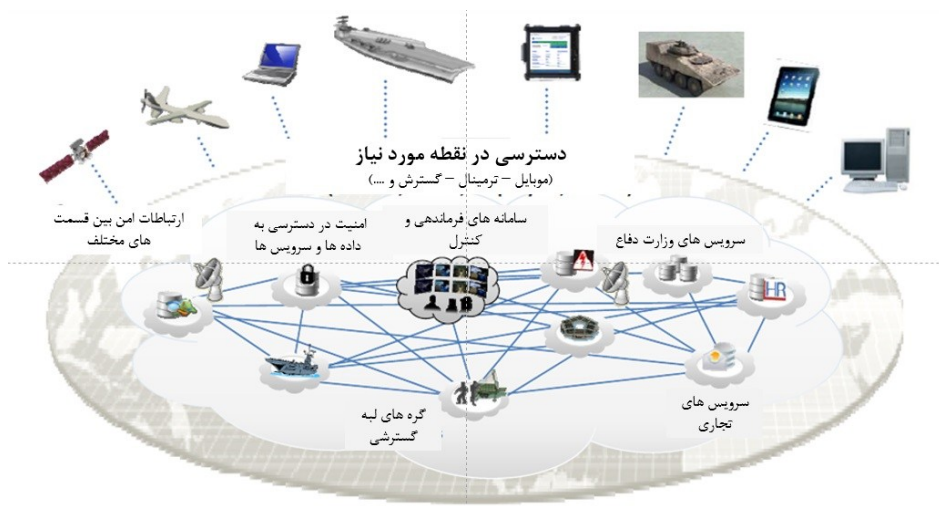 دسترسی در نقطه مورد نیاز
(موبایل – ترمینال – گسترش و ....)
ارتباطات امن بین قسمت
های مختلف
امنیت در دسترسی به
داده ها و سرویس ها
سامانه های فرماندهی و
کنترل
سرویس های وزارت دفاع
HR
گره های لبه
گسترشی
سرویس های
تجاری